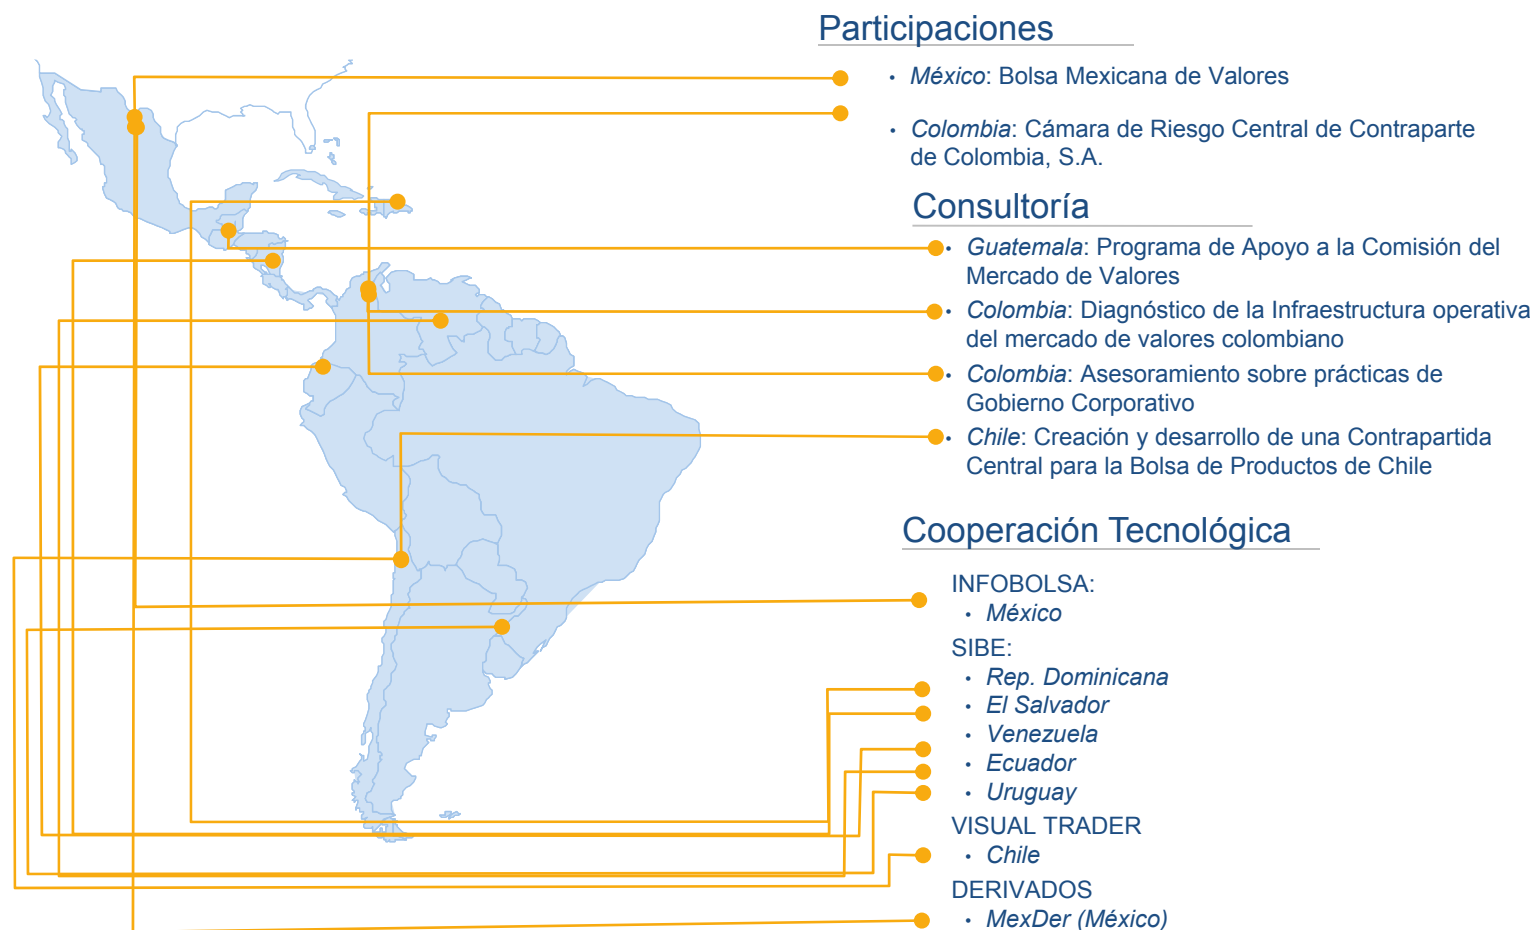 Participaciones
• México: Bolsa Mexicana de Valores
• Colombia: Cámara de Riesgo Central de Contraparte
de Colombia, S.A.
Consultoría
• Guatemala: Programa de Apoyo a la Comisión del
Mercado de Valores
• Colombia: Diagnóstico de la Infraestructura operativa
del mercado de valores colombiano
• Colombia: Asesoramiento sobre prácticas de
Gobierno Corporativo
• Chile: Creación y desarrollo de una Contrapartida
Central para la Bolsa de Productos de Chile
Cooperación Tecnológica
INFOBOLSA:
• México
SIBE:
• Rep. Dominicana
• El Salvador
• Venezuela
• Ecuador
• Uruguay
VISUAL TRADER
• Chile
DERIVADOS
• MexDer (México)